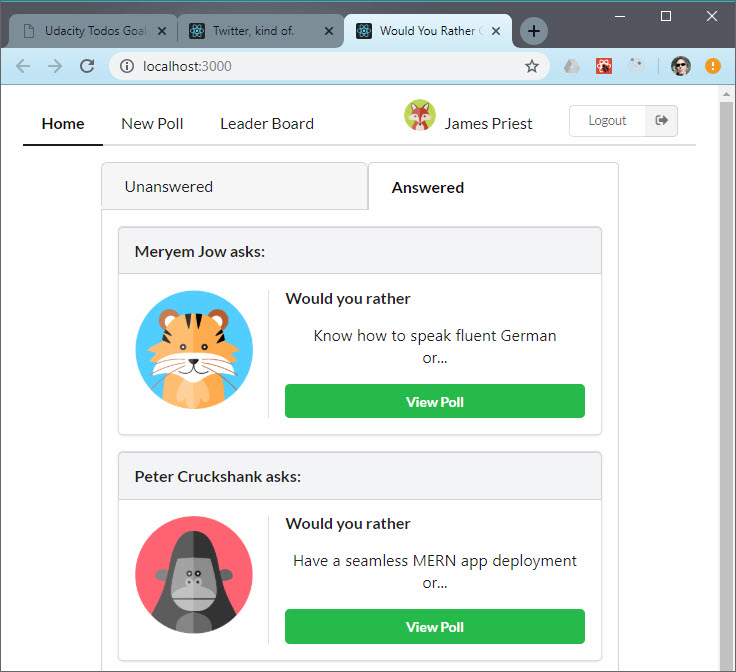 Udacity Todos Goal
Twitter, kind of.
Would You Rather
localhost:3000
Home
New Poll
Leader Board
James Priest
Logout
Unanswered
Answered
Meryem Jow asks:
Would you rather
Know how to speak fluent German
or...
View Poll
Peter Cruckshank asks:
Would you rather
Have a seamless MERN app deployment
or...
View Poll